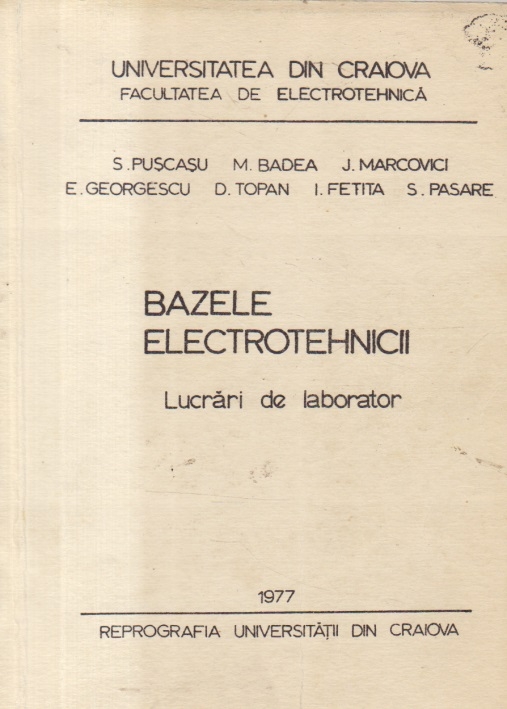 UNIVERSITATEA DIN CRAIOVA
FACULTATEA DE ELECTROTEHNICĂ
S. PUŞCAŞU M. BADEA J. MARCOVICI
E. GEORGESCU D. TOPAN I. FETITA S. PASARE
BAZELE
ELECTROTEHNICII
Lucrări de laborator
1977
REPROGRAFIA UNIVERSITĂŢII DIN CRAIOVA